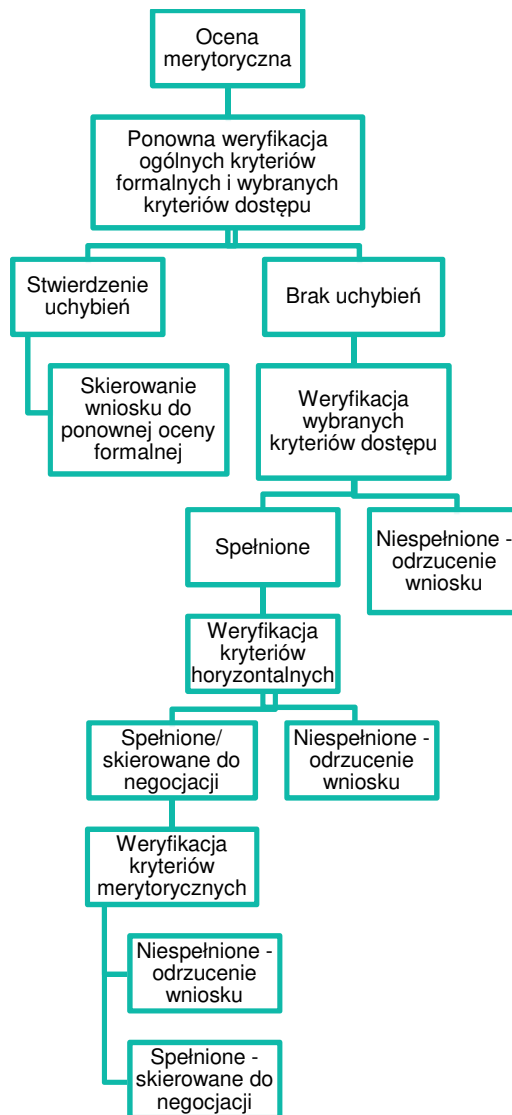 Ocena
merytoryczna
Ponowna weryfikacja
ogólnych kryteriów
formalnych i wybranych
kryteriów dostępu
Stwierdzenie
uchybień
Brak uchybień
Skierowanie
wniosku do
ponownej oceny
formalnej
Weryfikacja
wybranych
kryteriów dostępu
Spełnione
Niespełnione -
odrzucenie
wniosku
Weryfikacja
kryteriów
horyzontalnych
Spełnione/
skierowane do
negocjacji
Niespełnione -
odrzucenie
wniosku
Weryfikacja
kryteriów
merytorycznych
Niespełnione -
odrzucenie
wniosku
Spełnione -
skierowane do
negocjacji